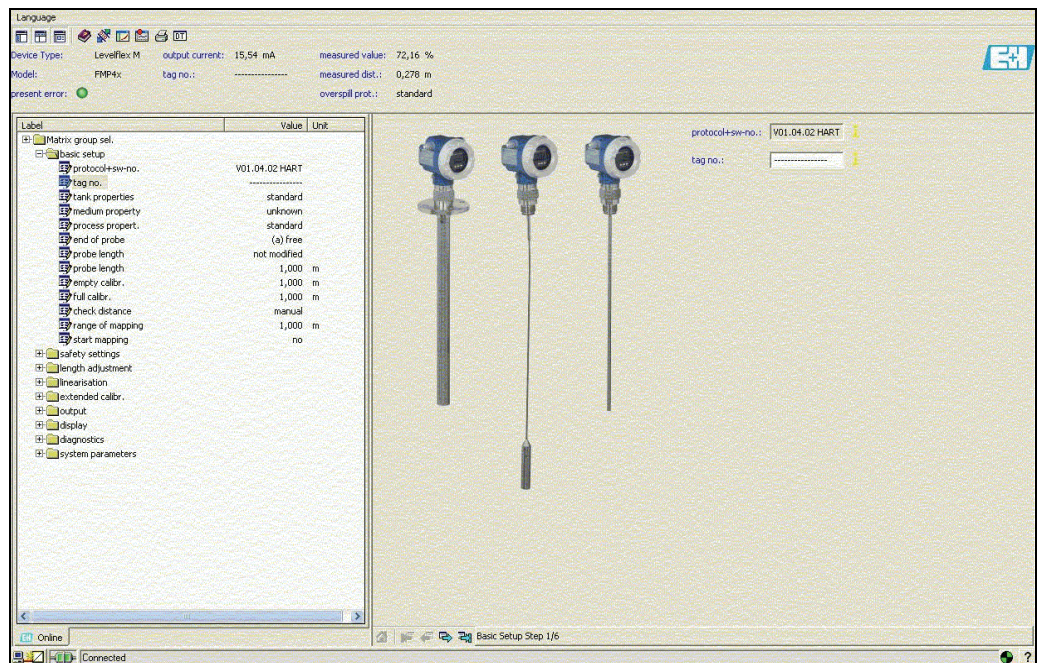 Language
DT
Device Type: Levelflex M output current: 15,54 mA measured value: 72,16 %
Model: FMP4x tag no.: ---------------- measured dist.: 0,278 m
present error: overspill prot.: standard
E+H
Label Value Unit
Matrix group sel.
basic setup
protocol+sw-no. V01.04.02 HART
tag no. ----------------
tank properties standard
medium property unknown
process propert. standard
end of probe (a) free
probe length not modified
probe length 1,000 m
empty calibr. 1,000 m
full calibr. 1,000 m
check distance manual
range of mapping 1,000 m
start mapping no
safety settings
length adjustment
linearisation
extended calibr.
output
display
diagnostics
system parameters
protocol+sw-no.: V01.04.02 HART
tag no.: ----------------
Online
Basic Setup Step 1/6
Connected
?